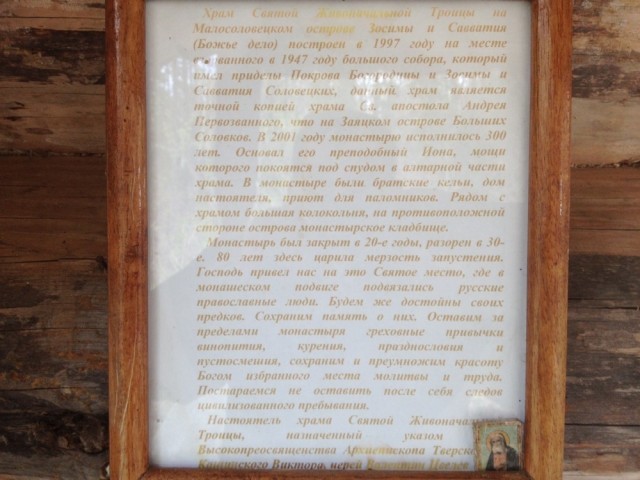 Храм Святой Живоначальной Троицы на
Малосоловецком острове Зосимы и Савватия
(Божье дело) построен в 1997 году на месте
взорванного в 1947 году большого собора, который
имел приделы Покрова Богородицы и Зосимы и
Савватия Соловецких, данный храм является
точной копией храма Св. апостола Андрея
Первозванного, что на Заяцком острове Больших
Соловков. В 2001 году монастырю исполнилось 300
лет. Основал его преподобный Иона, мощи
которого покоятся под спудом в алтарной части
храма. В монастыре были братские кельи, дом
настоятеля, приют для паломников. Рядом с
храмом большая колокольня, на противоположной
стороне острова монастырское кладбище.
Монастырь был закрыт в 20-е годы, разорен в 30-
е. 80 лет здесь царила мерзость запустения.
Господь привел нас на это Святое место, где в
монашеском подвиге подвязались русские
православные люди. Будем же достойны своих
предков. Сохраним память о них. Оставим за
пределами монастыря греховные привычки
винопития, курения, празднословия и
пустосмешия, сохраним и преумножим красоту
Богом избранного места молитвы и труда.
Постараемся не оставить после себя следов
цивилизованного пребывания.
Настоятель храма Святой Живоначальной
Троицы, назначенный указом
Высокопреосвященства Архиепископа Тверско
Кашинского Виктора, иерей Валентин